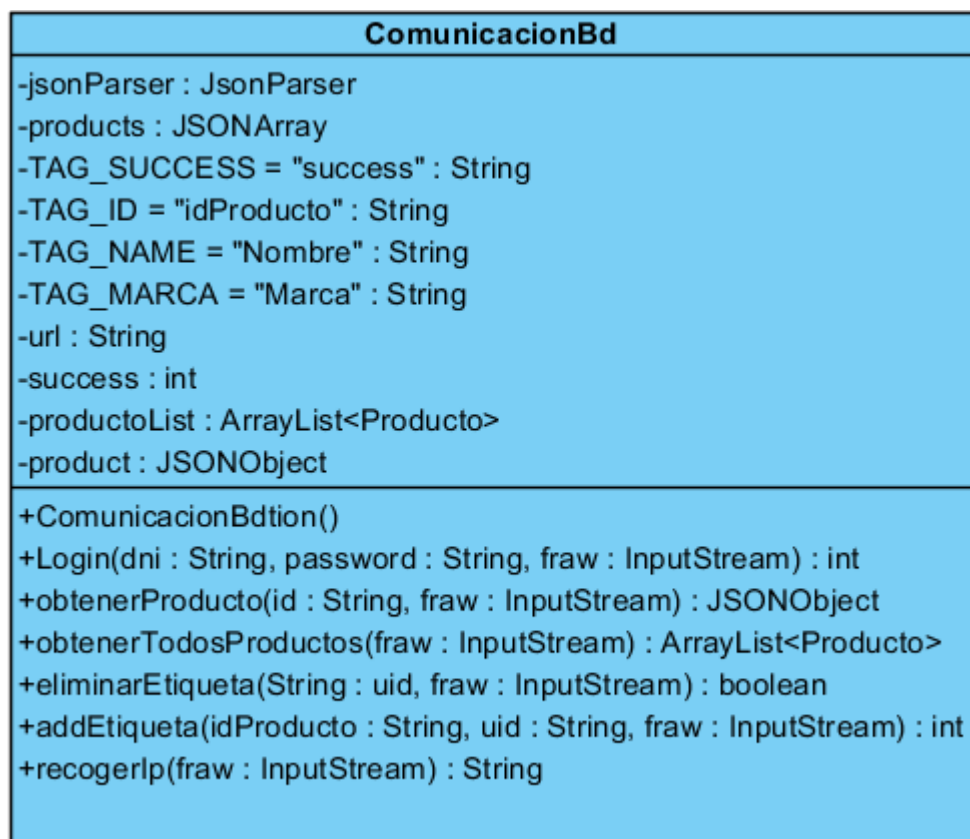 ComunicacionBd
-jsonParser : JsonParser
-products : JSONArray
-TAG_SUCCESS = "success" : String
-TAG_ID = "idProducto" : String
-TAG_NAME = "Nombre" : String
-TAG_MARCA = "Marca" : String
-url : String
-success : int
-productoList : ArrayList<Producto>
-product : JSONObject
+ComunicacionBdtion()
+Login(dni : String, password : String, fraw : InputStream) : int
+obtenerProducto(id : String, fraw : InputStream) : JSONObject
+obtenerTodosProductos(fraw : InputStream) : ArrayList<Producto>
+eliminarEtiqueta(String : uid, fraw : InputStream) : boolean
+addEtiqueta(idProducto : String, uid : String, fraw : InputStream) : int
+recogerIp(fraw : InputStream) : String